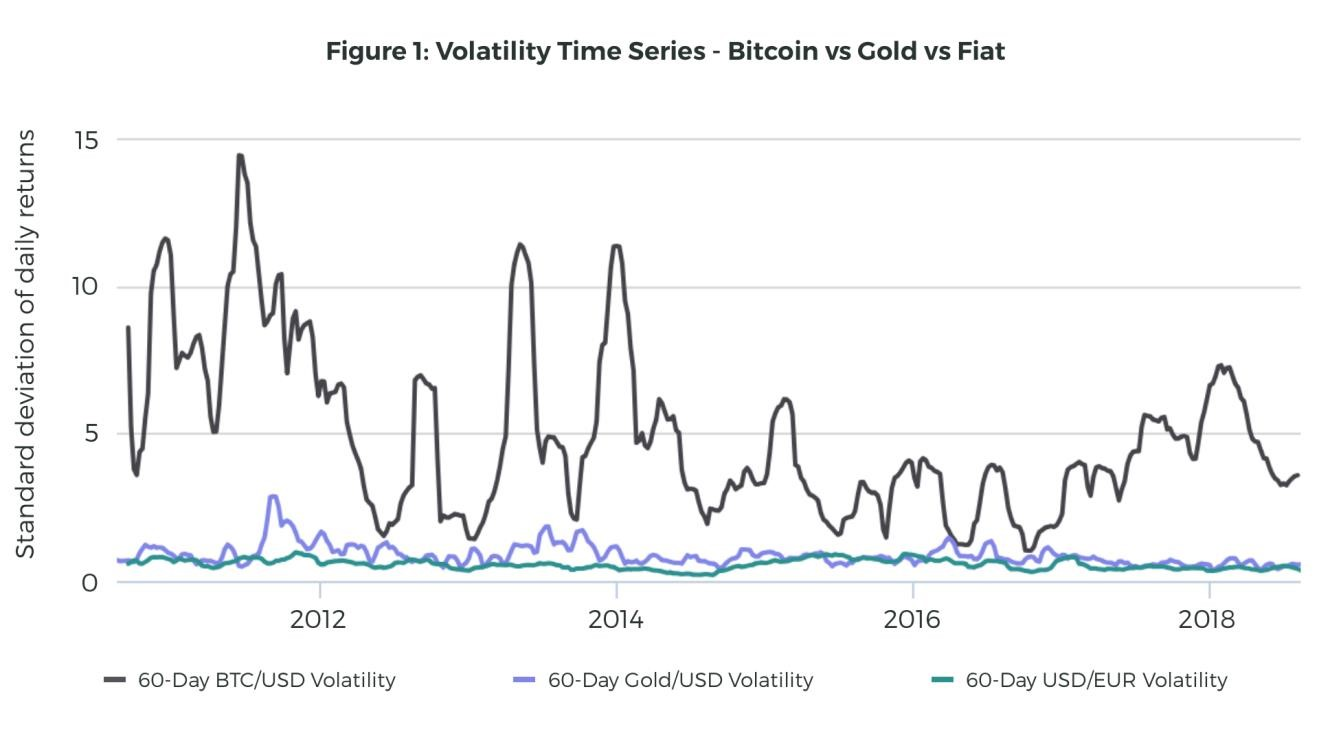 Figure 1: Volatility Time Series - Bitcoin vs Gold vs Fiat
Standard deviation of daily returns
15
10
5
0
2012
2014
2016
2018
60-Day BTC/USD Volatility
60-Day Gold/USD Volatility
60-Day USD/EUR Volatility